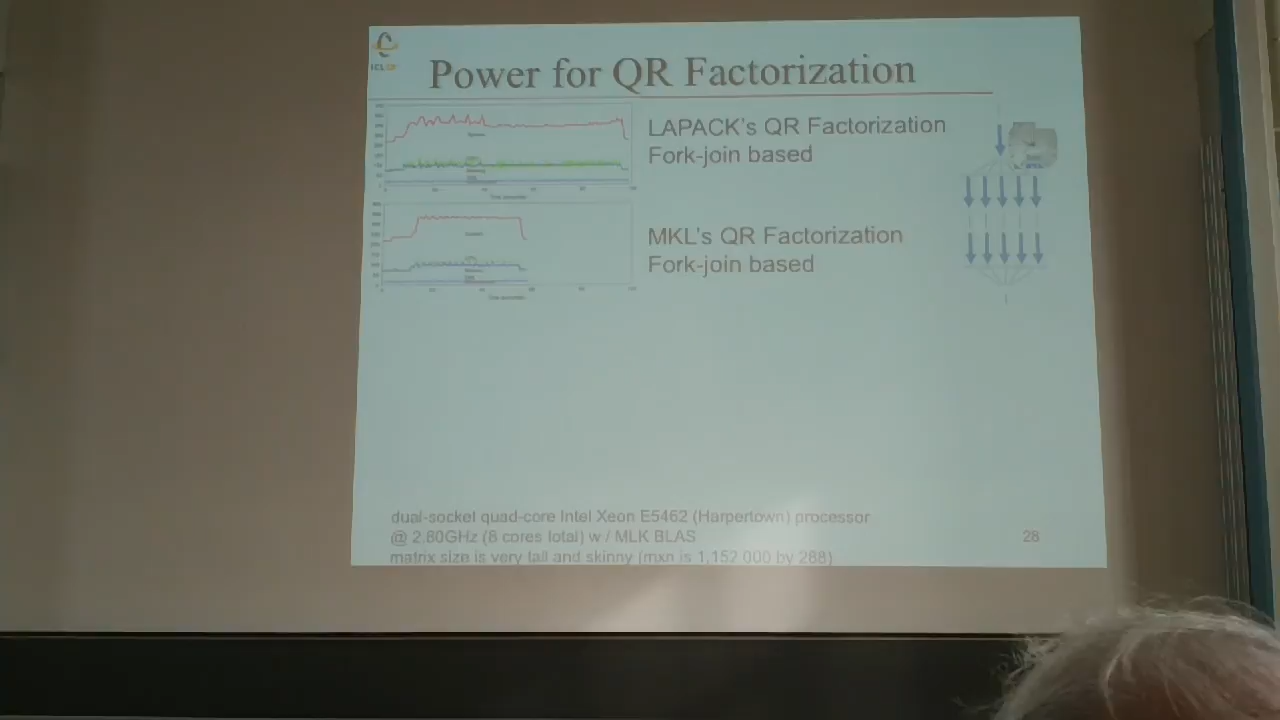 ICL
Power for QR Factorization
LAPACK's QR Factorization
Fork-join based
MKL's QR Factorization
Fork-join based
dual-socket quad-core Intel Xeon E5462 (Harpertown) processor
@ 2.80GHz (8 cores total) w / MLK BLAS
matrix size is very tall and skinny (mxn is 1,152,000 by 288)
28